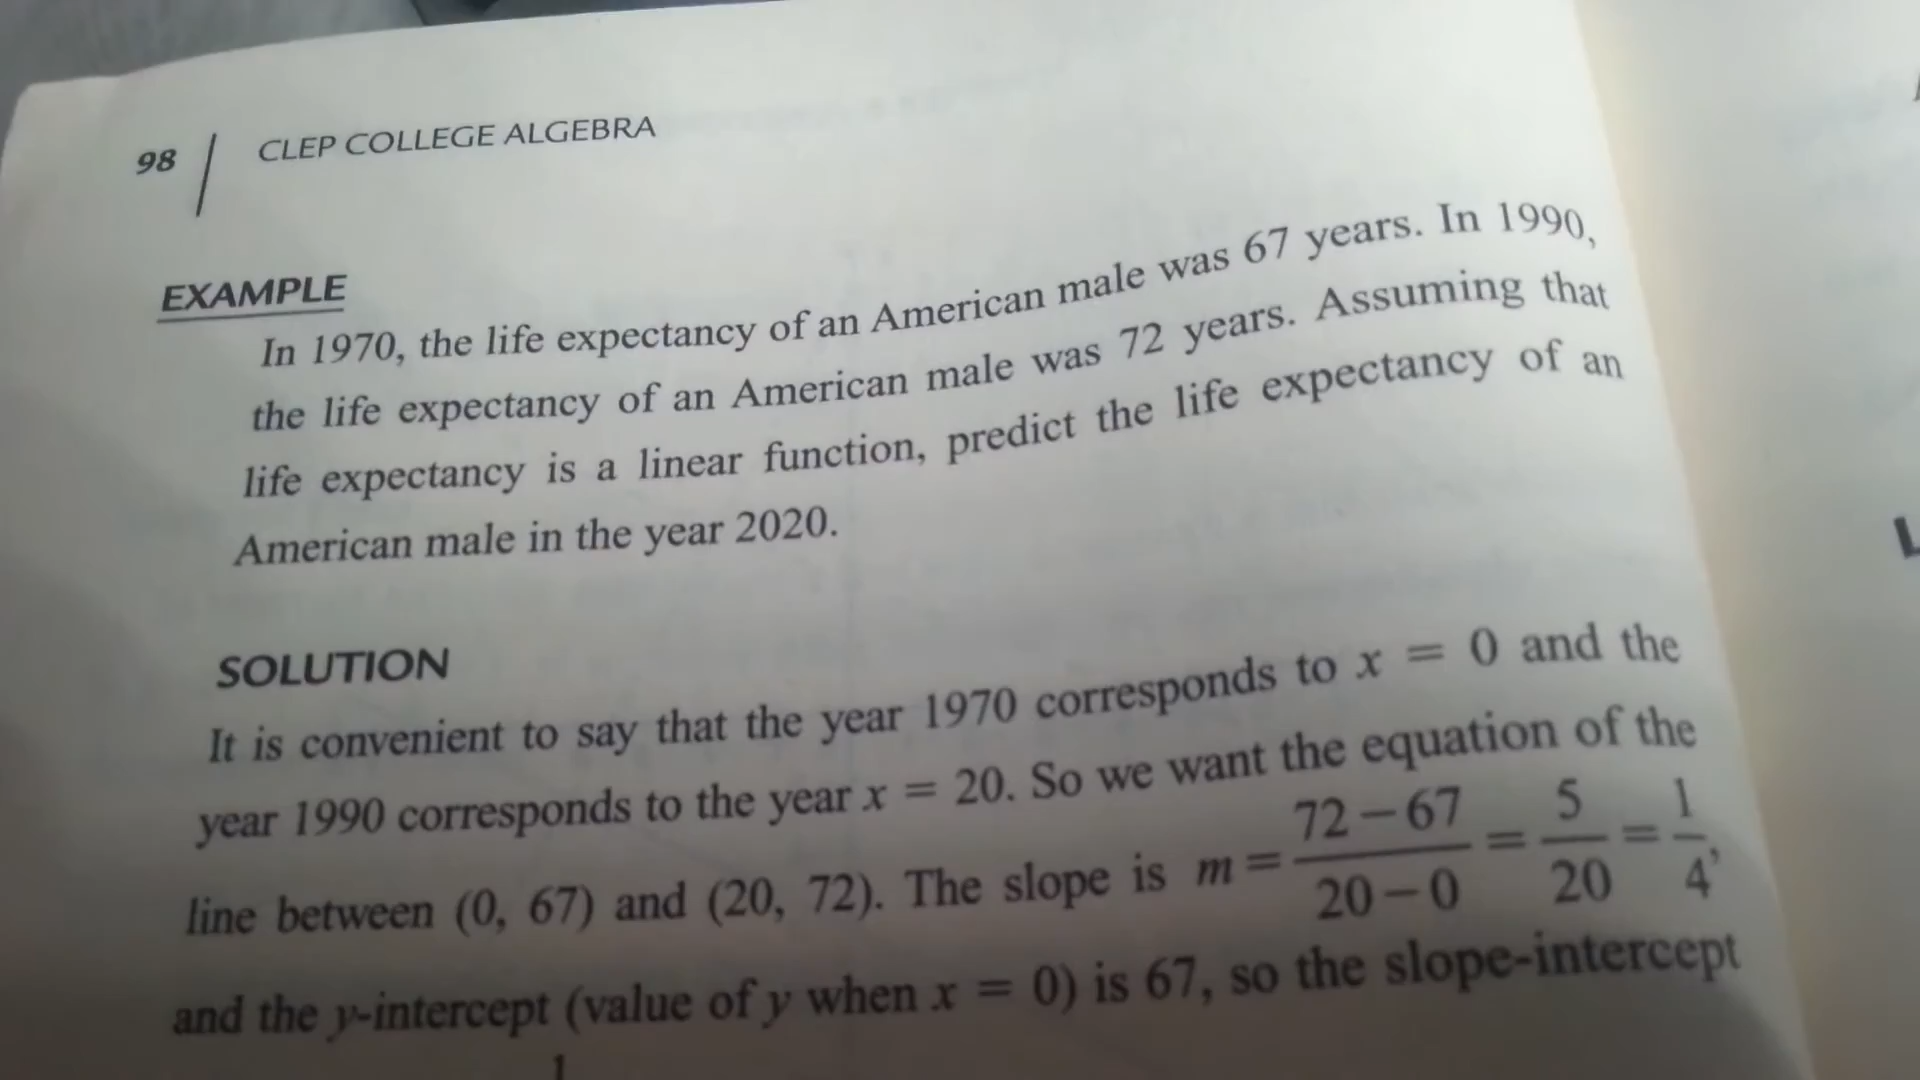 98 CLEP COLLEGE ALGEBRA
EXAMPLE
In 1970, the life expectancy of an American male was 67 years. In 1990,
the life expectancy of an American male was 72 years. Assuming that
life expectancy is a linear function, predict the life expectancy of an
American male in the year 2020.
SOLUTION
It is convenient to say that the year 1970 corresponds to x = 0 and the
year 1990 corresponds to the year x = 20. So we want the equation of the
line between (0, 67) and (20, 72). The slope is m = (72 − 67)/(20 − 0) = 5/20 = 1/4,
and the y-intercept (value of y when x = 0) is 67, so the slope-intercept
1